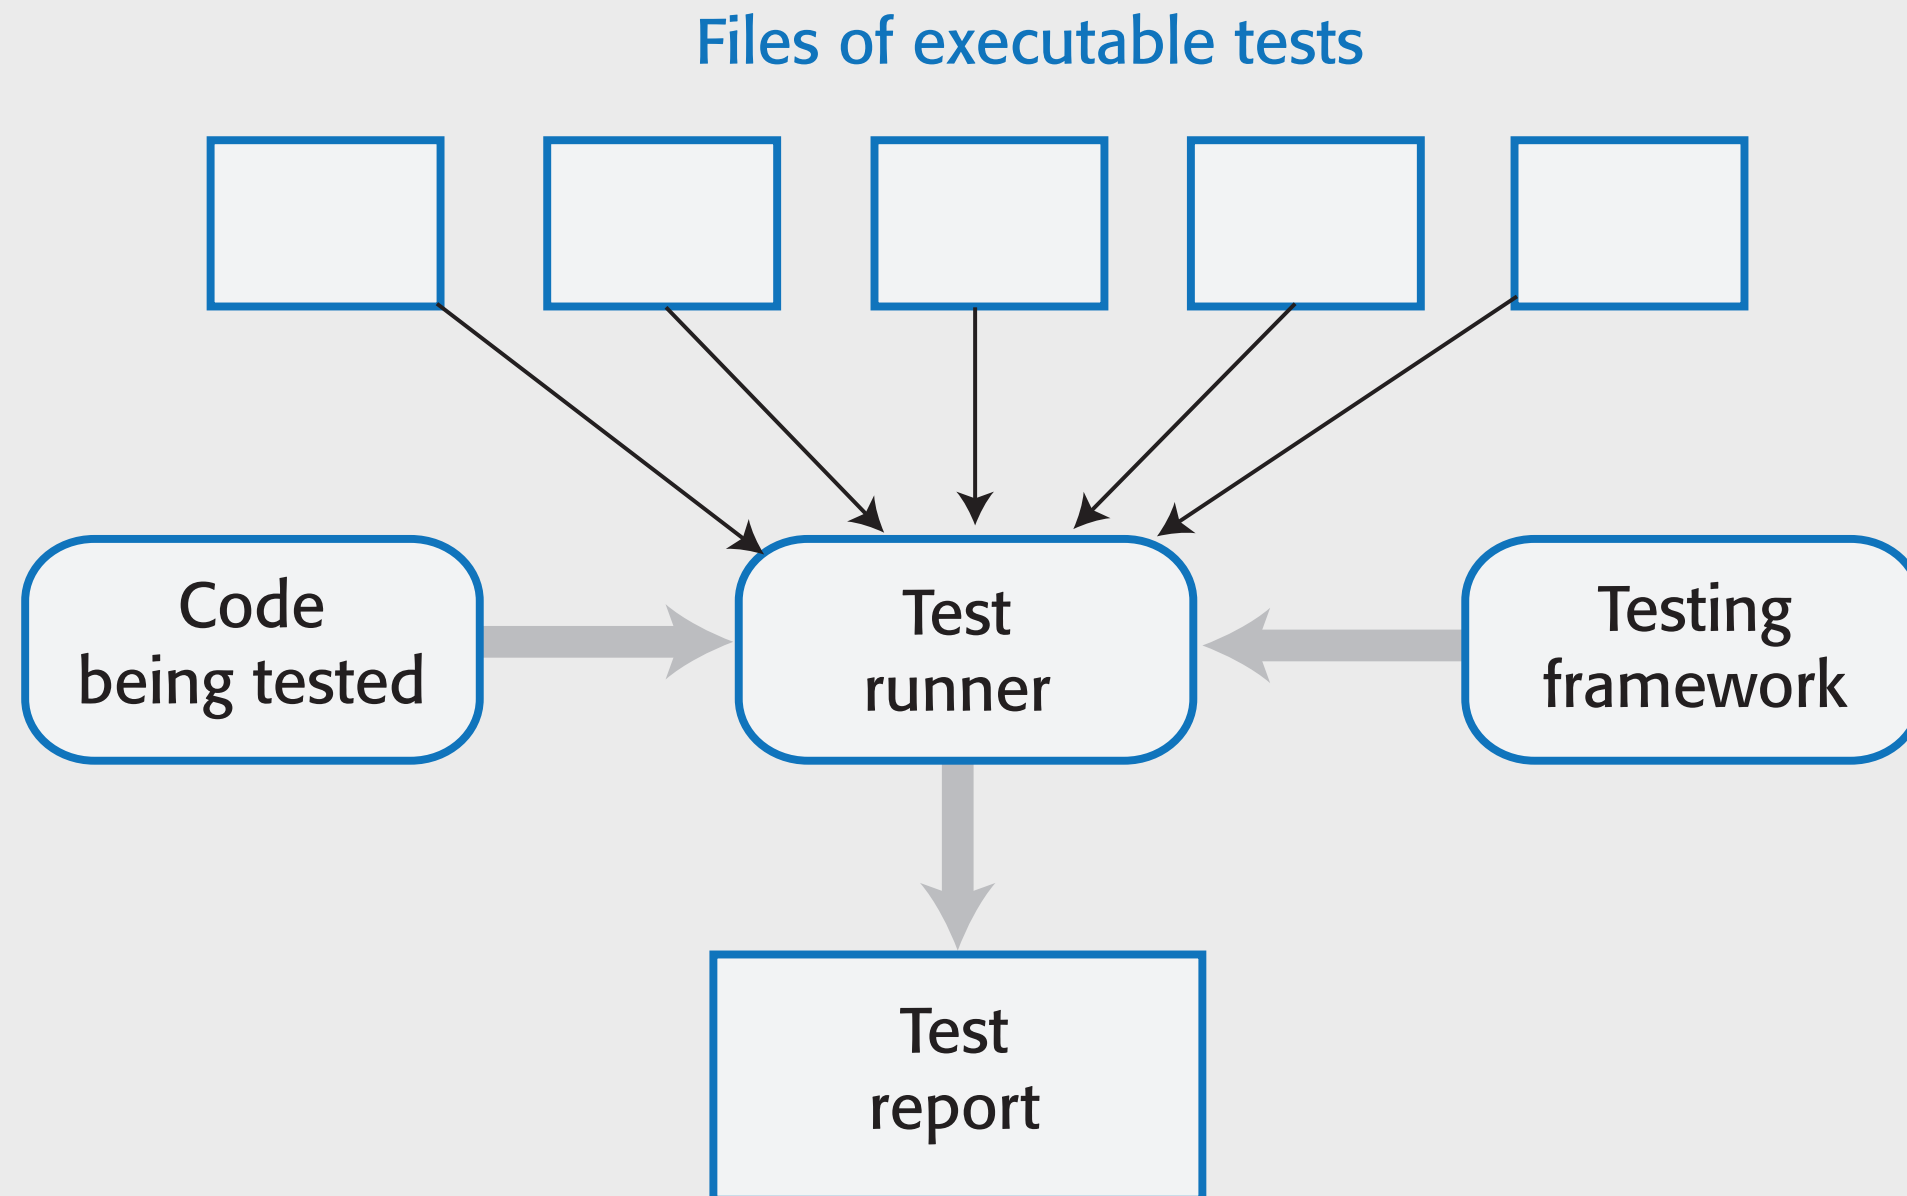 Files of executable tests
Code
being tested
Test
runner
Testing
framework
Test
report